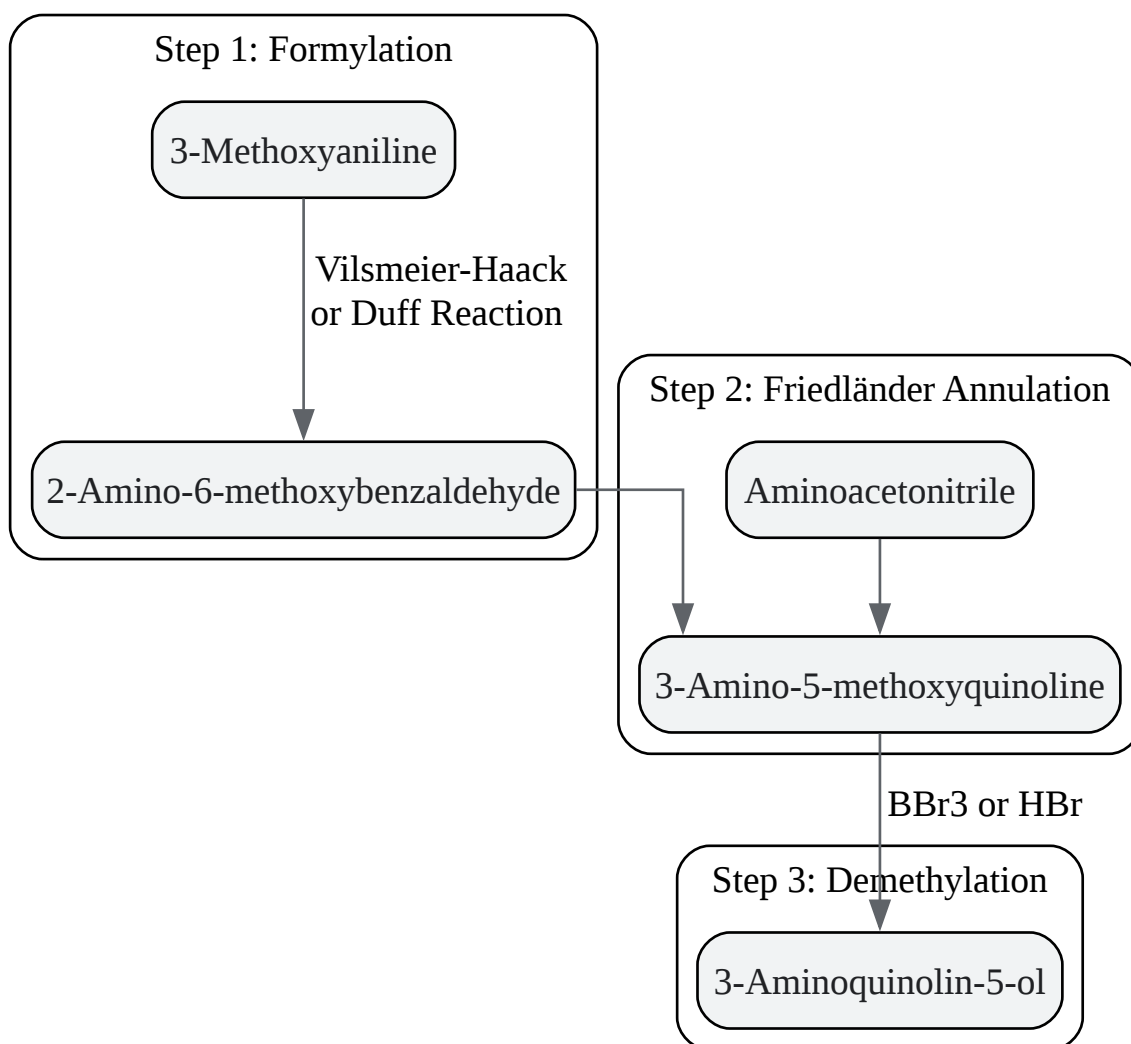 Step 1: Formylation
3-Methoxyaniline
Vilsmeier-Haack
or Duff Reaction
2-Amino-6-methoxybenzaldehyde
Step 2: Friedländer Annulation
Aminoacetonitrile
3-Amino-5-methoxyquinoline
BBr3 or HBr
Step 3: Demethylation
3-Aminoquinolin-5-ol